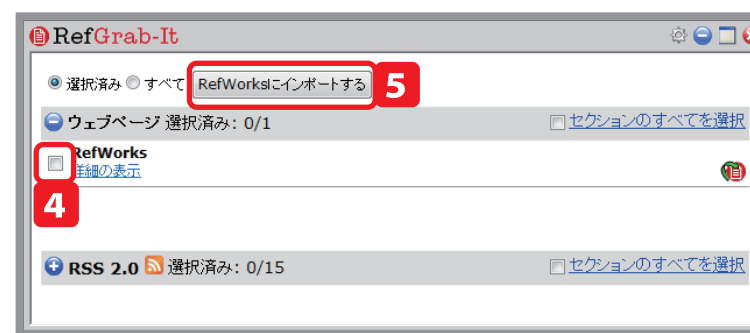 RefGrab-It
選択済み すべて RefWorksにインポートする 5
ウェブページ 選択済み: 0/1 セクションのすべてを選択
RefWorks
詳細の表示
4
RSS 2.0 選択済み: 0/15 セクションのすべてを選択